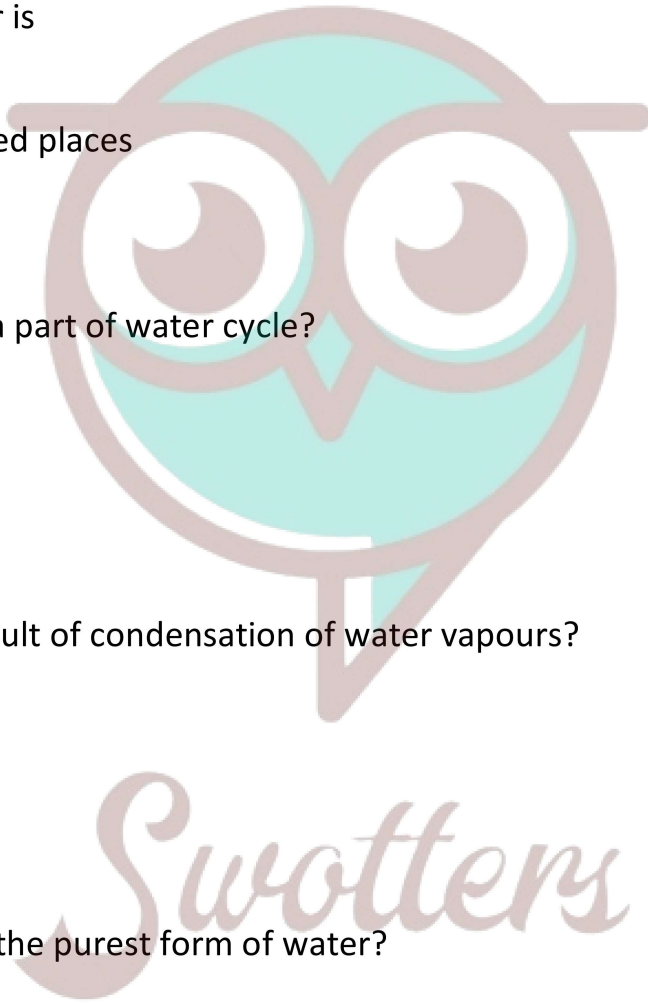 r is
ed places
part of water cycle?
ult of condensation of water vapours?
Swotters
the purest form of water?